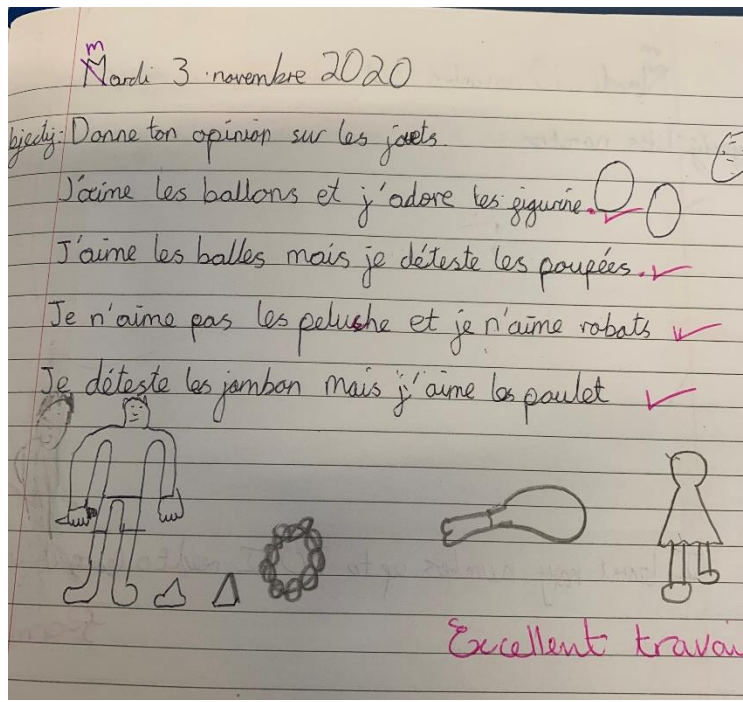 m
Mardi 3 novembre 2020
bjectif: Donne ton opinion sur les jouets.
J'aime les ballons et j'adore les figurine.
J'aime les balles mais je déteste les poupées.
Je n'aime pas les pelushe et je n'aime robats
Je déteste les jambon mais j'aime les poulet
Excellent travai